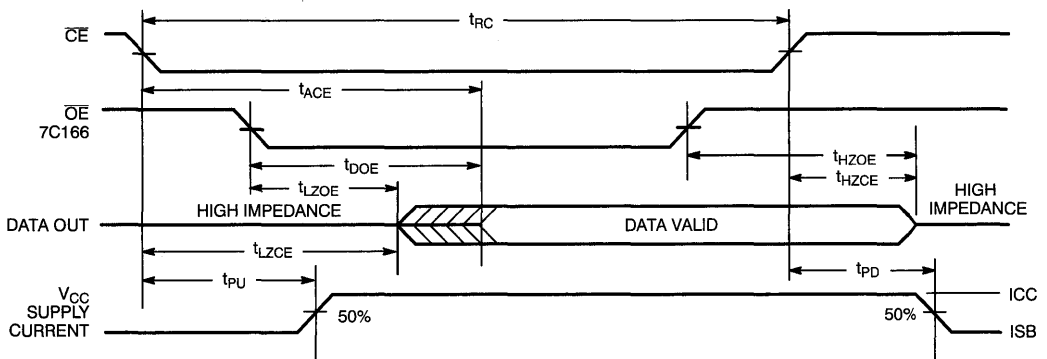 tRC
CE
tACE
OE
7C166
tDOE
tHZOE
tLZOE
tHZCE
HIGH IMPEDANCE
HIGH
IMPEDANCE
DATA OUT
DATA VALID
tLZCE
tPU
tPD
VCC
SUPPLY
CURRENT
50%
50%
ICC
ISB